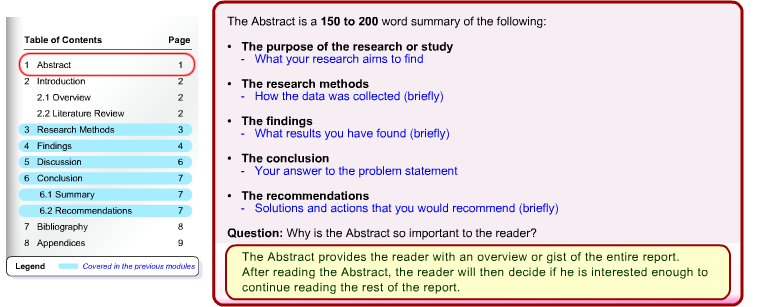 Table of Contents Page
1 Abstract 1
2 Introduction 2
2.1 Overview 2
2.2 Literature Review 2
3 Research Methods 3
4 Findings 4
5 Discussion 6
6 Conclusion 7
6.1 Summary 7
6.2 Recommendations 7
7 Bibliography 8
8 Appendices 9
Legend Covered in the previous modules
The Abstract is a 150 to 200 word summary of the following:
• The purpose of the research or study
- What your research aims to find
• The research methods
- How the data was collected (briefly)
• The findings
- What results you have found (briefly)
• The conclusion
- Your answer to the problem statement
• The recommendations
- Solutions and actions that you would recommend (briefly)
Question: Why is the Abstract so important to the reader?
The Abstract provides the reader with an overview or gist of the entire report.
After reading the Abstract, the reader will then decide if he is interested enough to
continue reading the rest of the report.